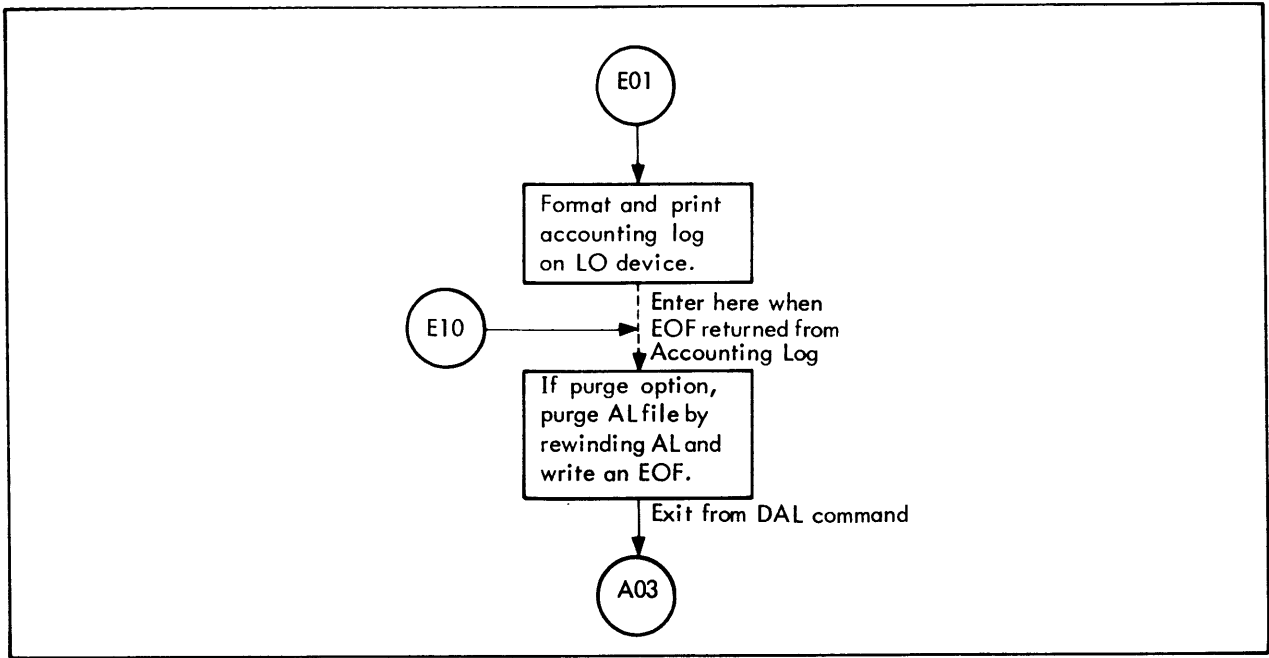 E01
Format and print
accounting log
on LO device.
Enter here when
EOF returned from
Accounting Log
E10
If purge option,
purge AL file by
rewinding AL and
write an EOF.
Exit from DAL command
A03